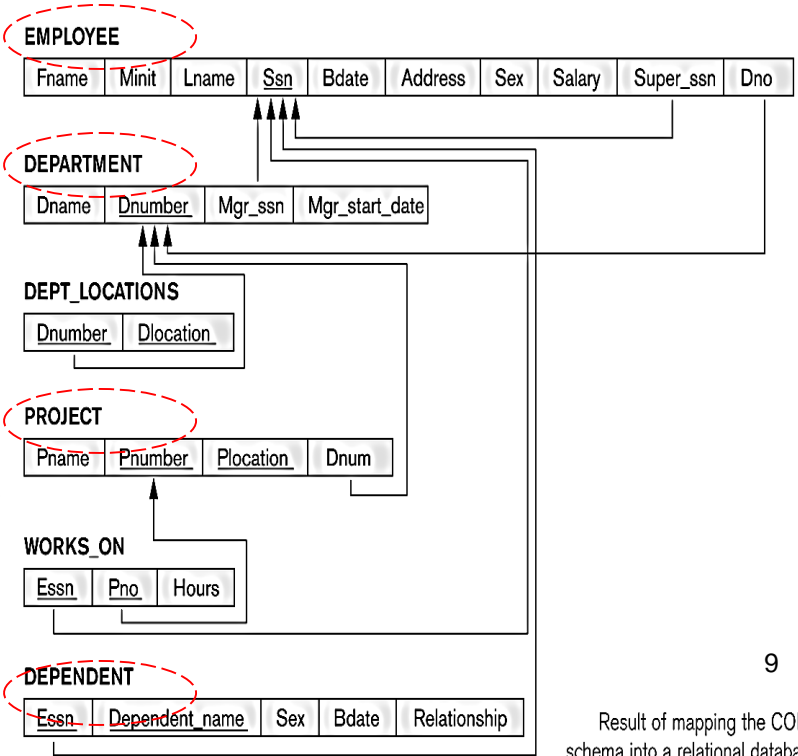 EMPLOYEE
Fname Minit Lname Ssn Bdate Address Sex Salary Super_ssn Dno
DEPARTMENT
Dname Dnumber Mgr_ssn Mgr_start_date
DEPT_LOCATIONS
Dnumber Dlocation
PROJECT
Pname Pnumber Plocation Dnum
WORKS_ON
Essn Pno Hours
DEPENDENT
Essn Dependent_name Sex Bdate Relationship
9
Result of mapping the
schema into a relational